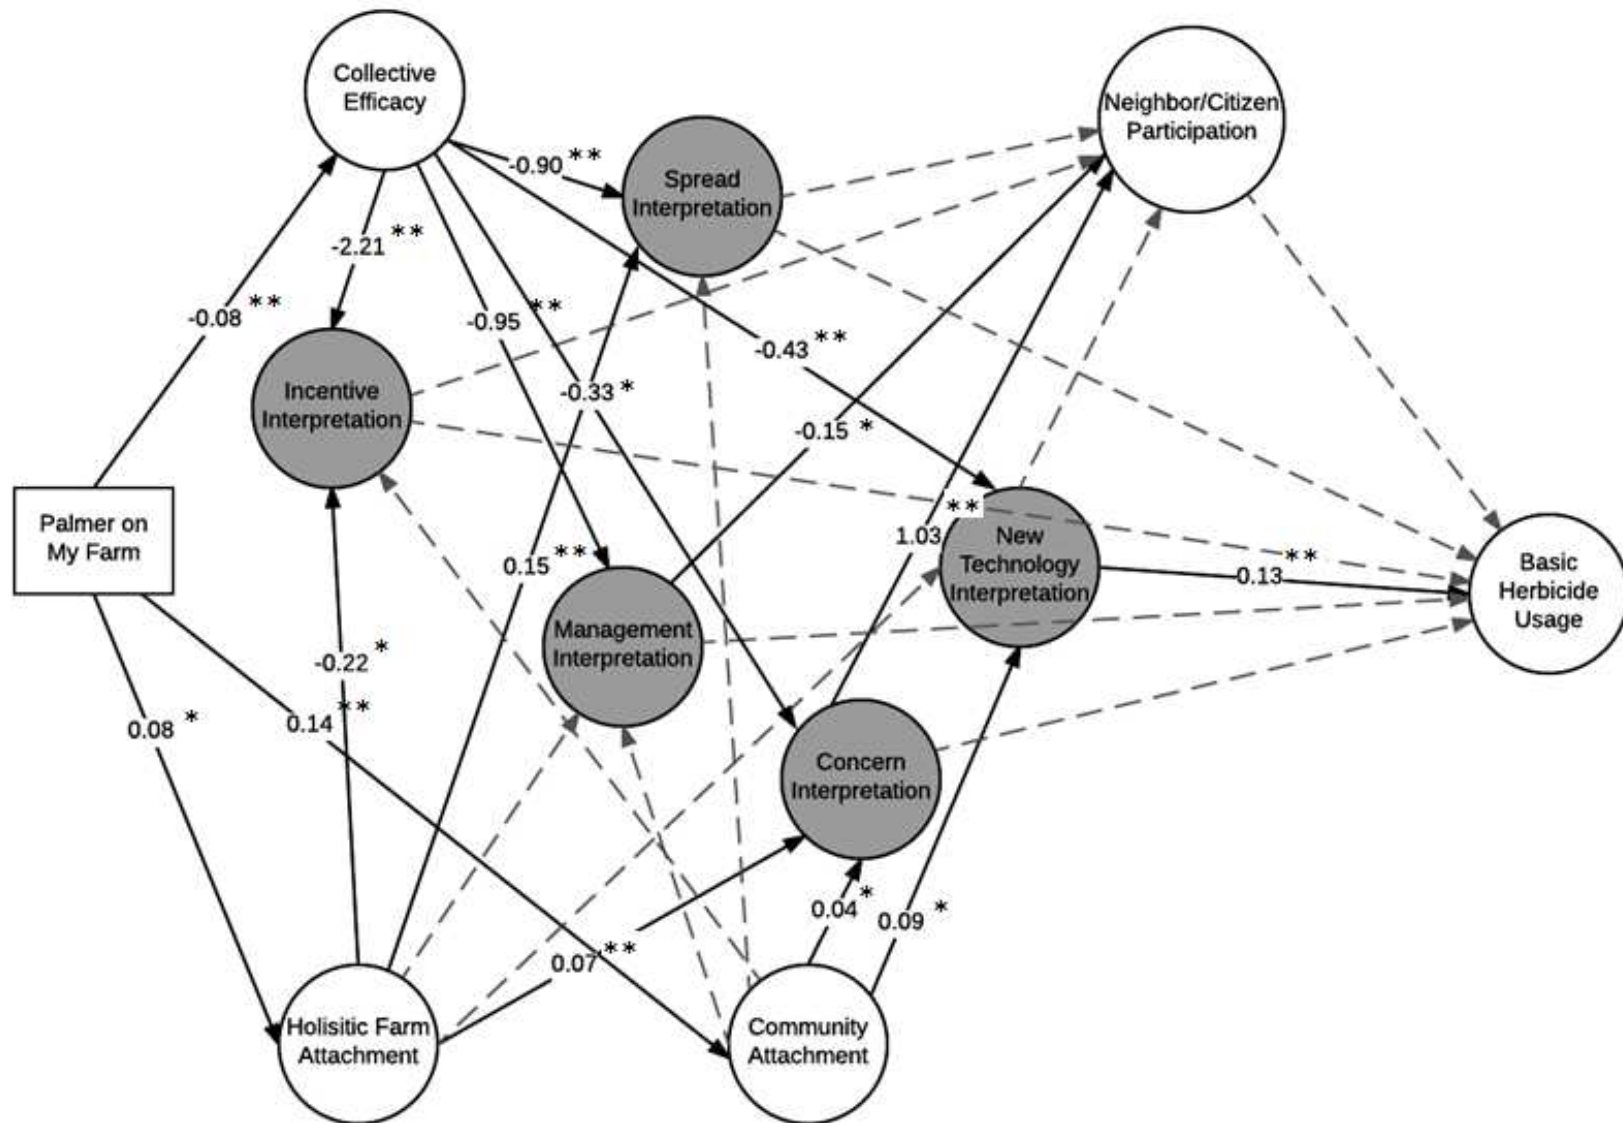 Collective
Efficacy
Neighbor/Citizen
Participation
-0.90 **
Spread
Interpretation
-2.21 **
-0.08 **
-0.95 **
-0.43 **
Incentive
Interpretation
-0.33 *
-0.15 *
Palmer on
My Farm
**
1.03
New
Technology
Interpretation
**
0.13
Basic
Herbicide
Usage
0.15 **
Management
Interpretation
-0.22 *
0.08 *
0.14 **
Concern
Interpretation
0.04 *
0.09 *
0.07 **
Holisitic Farm
Attachment
Community
Attachment